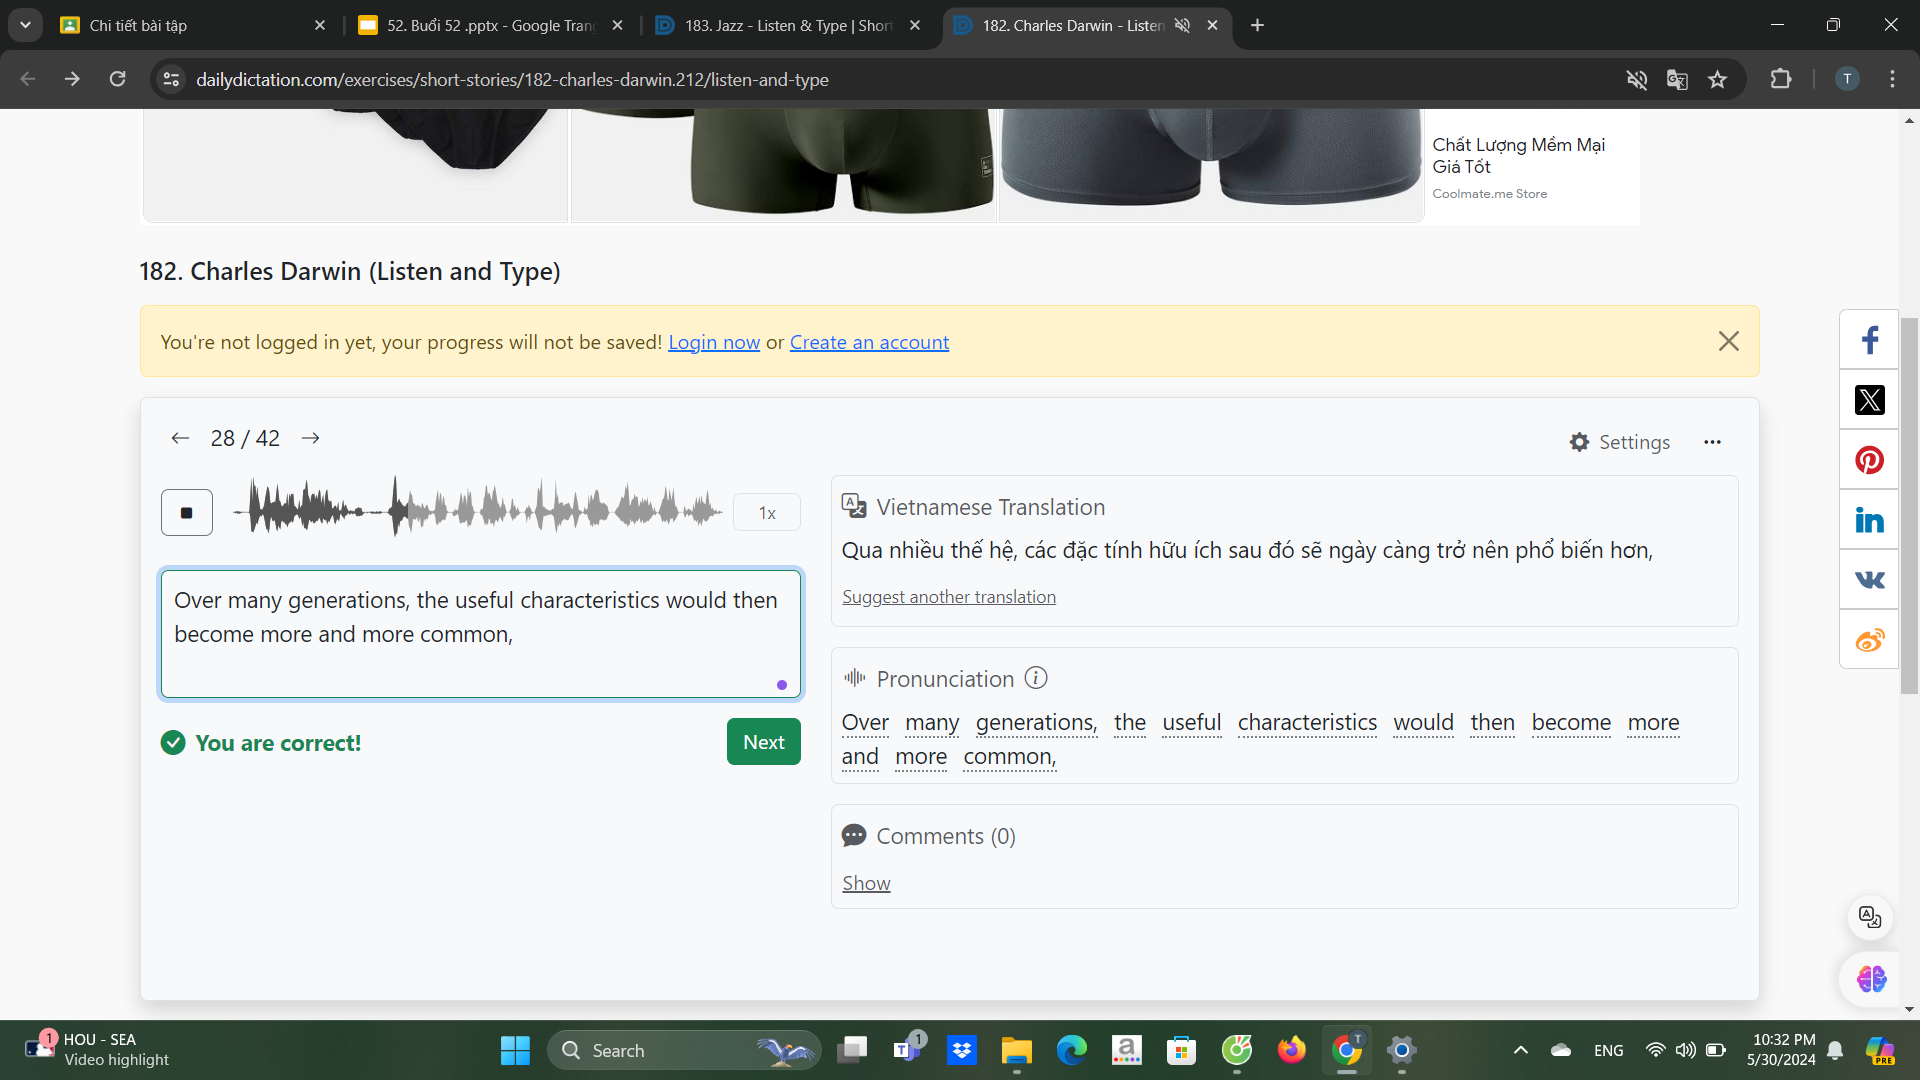 Chi tiết bài tập
52. Buổi 52 .pptx - Google Tran
183. Jazz - Listen & Type | Shor
182. Charles Darwin - Listen
dailydictation.com/exercises/short-stories/182-charles-darwin.212/listen-and-type
T
Chất Lượng Mềm Mại
Giá Tốt
Coolmate.me Store
182. Charles Darwin (Listen and Type)
You're not logged in yet, your progress will not be saved! Login now or Create an account
28 / 42
Settings
1x
Over many generations, the useful characteristics would then
become more and more common,
You are correct!
Next
Vietnamese Translation
Qua nhiều thế hệ, các đặc tính hữu ích sau đó sẽ ngày càng trở nên phổ biến hơn,
Suggest another translation
Pronunciation
Over many generations, the useful characteristics would then become more
and more common,
Comments (0)
Show
1
HOU - SEA
Video highlight
Search
1
T
ENG
10:32 PM
5/30/2024
PRE